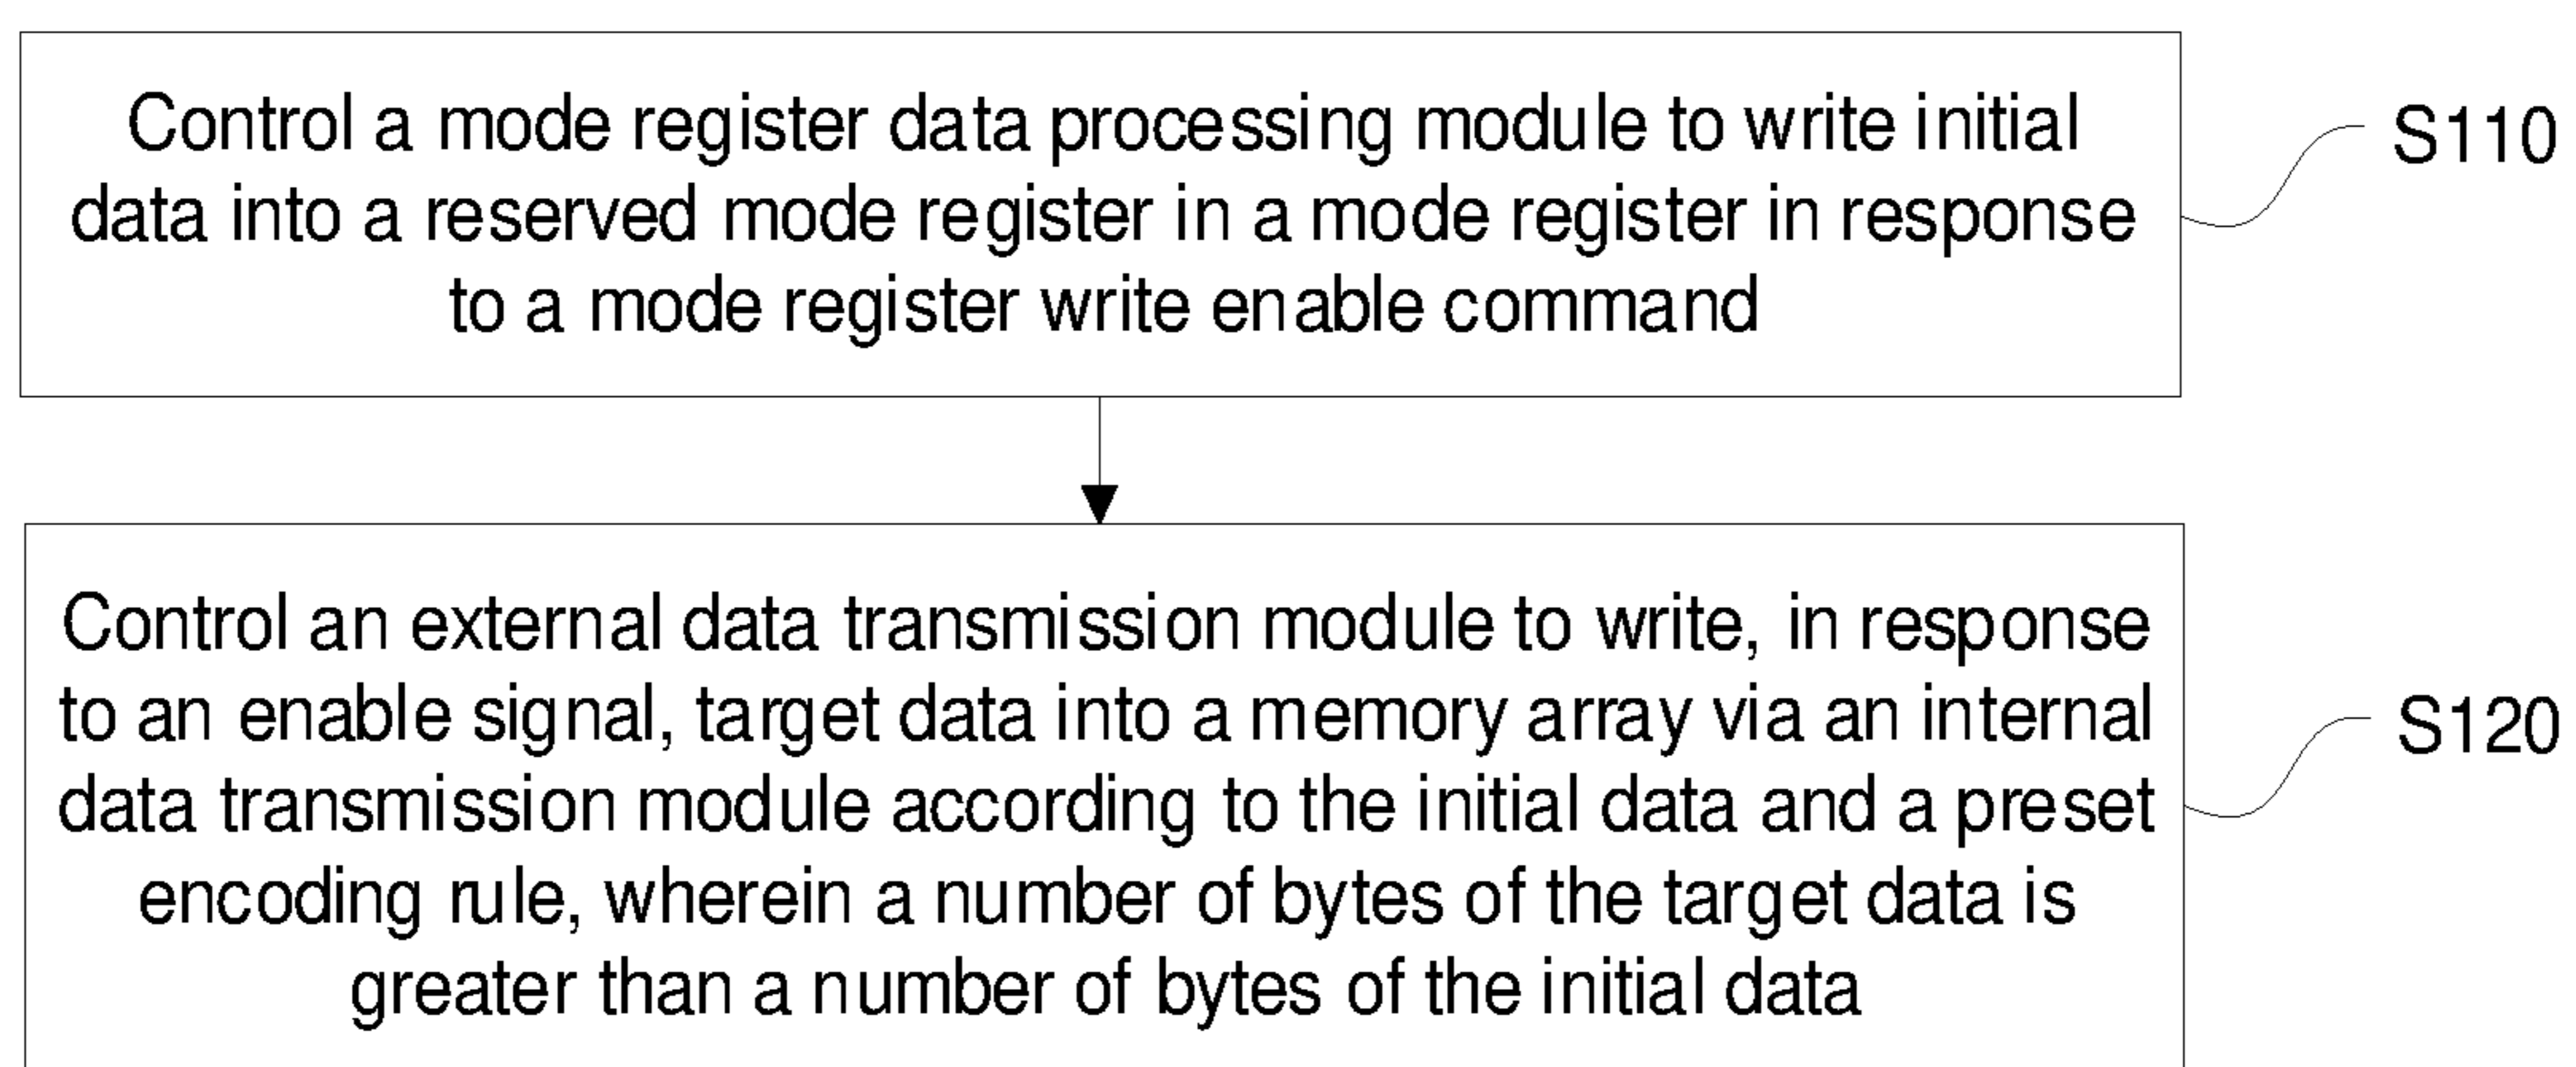 Control a mode register data processing module to write initial
data into a reserved mode register in a mode register in response
to a mode register write enable command
S110
Control an external data transmission module to write, in response
to an enable signal, target data into a memory array via an internal
data transmission module according to the initial data and a preset
encoding rule, wherein a number of bytes of the target data is
greater than a number of bytes of the initial data
S120